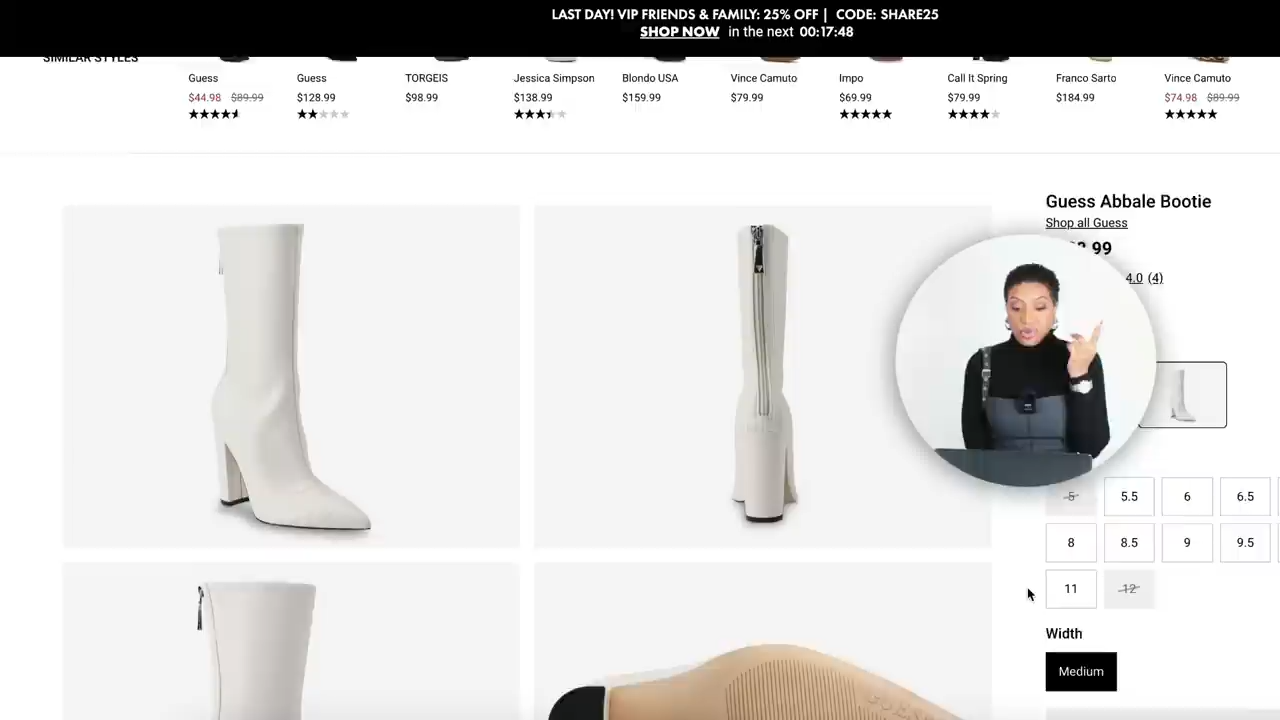 LAST DAY! VIP FRIENDS & FAMILY: 25% OFF | CODE: SHARE25
SHOP NOW in the next 00:17:48
SIMILAR STYLES
Guess
Guess
TORGEIS
Jessica Simpson
Blondo USA
Vince Camuto
Impo
Call It Spring
Franco Sarto
Vince Camuto
$44.98 $89.99
$128.99
$98.99
$138.99
$159.99
$79.99
$69.99
$79.99
$184.99
$74.98 $89.99
Guess Abbale Bootie
Shop all Guess
.99
4.0 (4)
5
5.5
6
6.5
8
8.5
9
9.5
11
12
Width
Medium